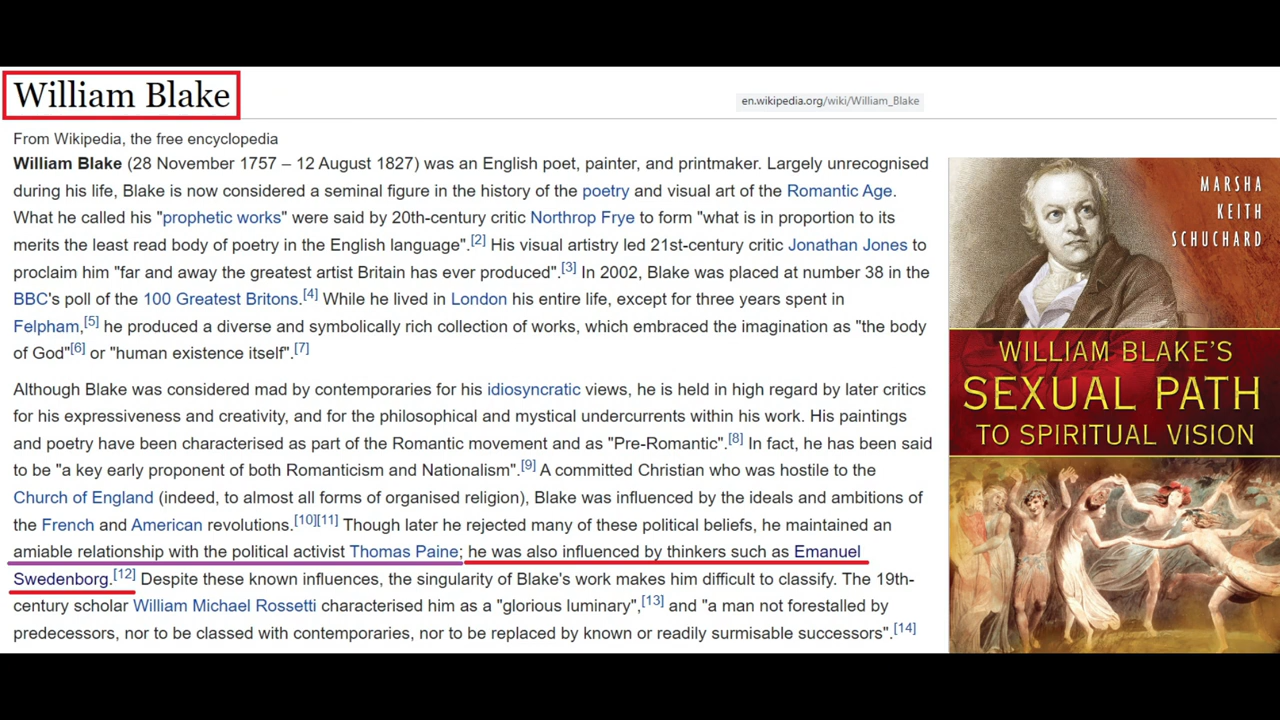 William Blake
en.wikipedia.org/wiki/William_Blake
From Wikipedia, the free encyclopedia
William Blake (28 November 1757 – 12 August 1827) was an English poet, painter, and printmaker. Largely unrecognised
during his life, Blake is now considered a seminal figure in the history of the poetry and visual art of the Romantic Age.
What he called his "prophetic works" were said by 20th-century critic Northrop Frye to form "what is in proportion to its
merits the least read body of poetry in the English language".[2] His visual artistry led 21st-century critic Jonathan Jones to
proclaim him "far and away the greatest artist Britain has ever produced".[3] In 2002, Blake was placed at number 38 in the
BBC's poll of the 100 Greatest Britons.[4] While he lived in London his entire life, except for three years spent in
Felpham,[5] he produced a diverse and symbolically rich collection of works, which embraced the imagination as "the body
of God"[6] or "human existence itself".[7]
Although Blake was considered mad by contemporaries for his idiosyncratic views, he is held in high regard by later critics
for his expressiveness and creativity, and for the philosophical and mystical undercurrents within his work. His paintings
and poetry have been characterised as part of the Romantic movement and as "Pre-Romantic".[8] In fact, he has been said
to be "a key early proponent of both Romanticism and Nationalism".[9] A committed Christian who was hostile to the
Church of England (indeed, to almost all forms of organised religion), Blake was influenced by the ideals and ambitions of
the French and American revolutions.[10][11] Though later he rejected many of these political beliefs, he maintained an
amiable relationship with the political activist Thomas Paine; he was also influenced by thinkers such as Emanuel
Swedenborg.[12] Despite these known influences, the singularity of Blake's work makes him difficult to classify. The 19th-
century scholar William Michael Rossetti characterised him as a "glorious luminary",[13] and "a man not forestalled by
predecessors, nor to be classed with contemporaries, nor to be replaced by known or readily surmisable successors".[14]
MARSHA
KEITH
SCHUCHARD
WILLIAM BLAKE'S
SEXUAL PATH
TO SPIRITUAL VISION